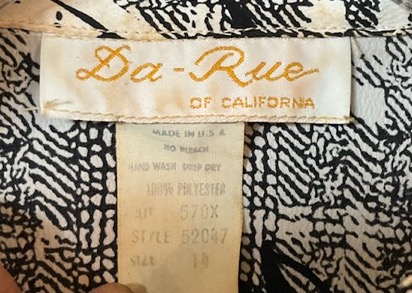 Da-Rue
OF CALIFORNIA
MADE IN U.S.A
NO BLEACH
HAND WASH DRIP DRY
100% POLYESTER
CUT 570X
STYLE 52047
SIZE 14